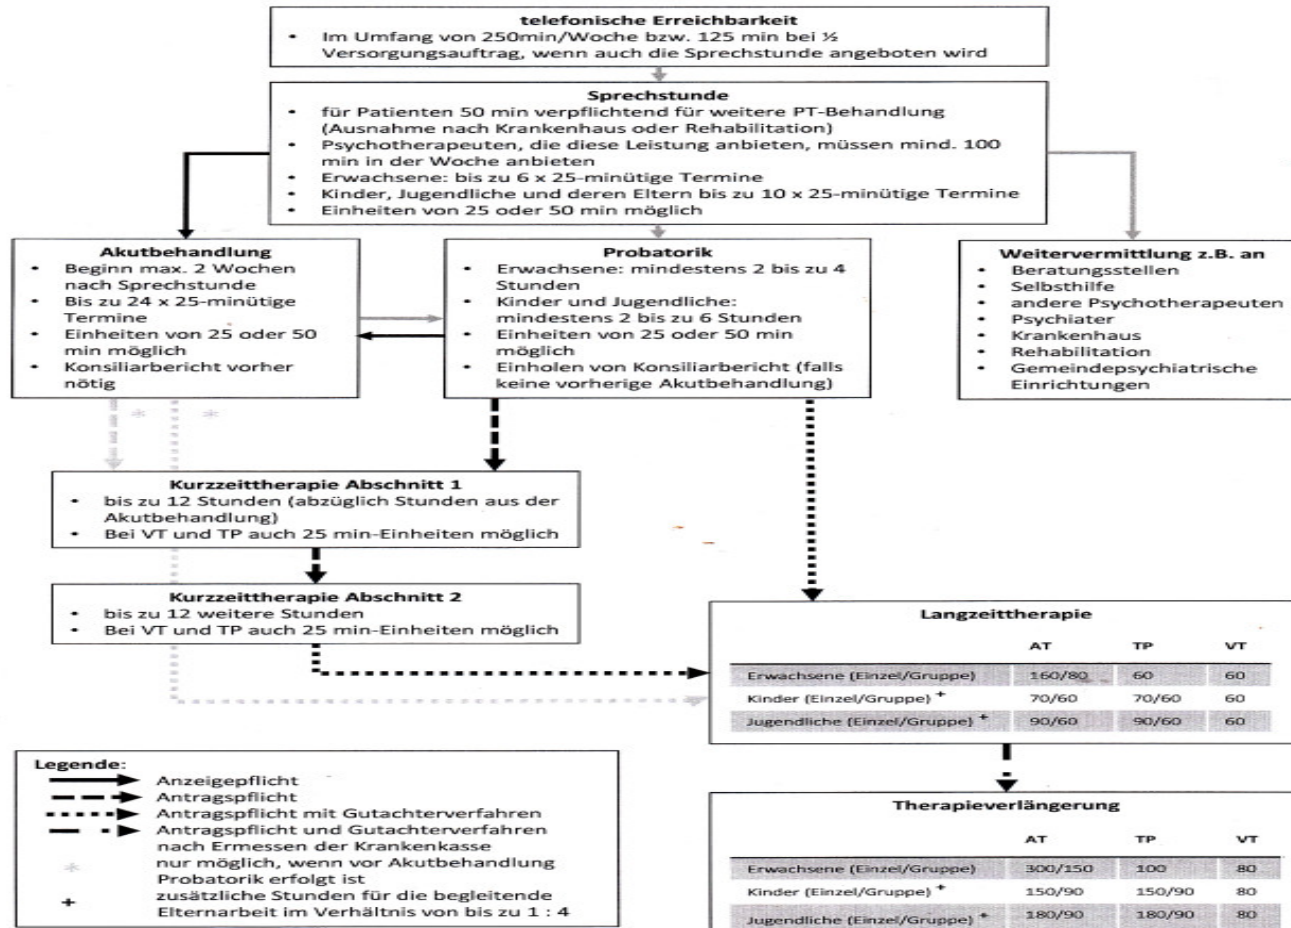 telefonische Erreichbarkeit
• Im Umfang von 250min/Woche bzw. 125 min bei ½
Versorgungsauftrag, wenn auch die Sprechstunde angeboten wird
Sprechstunde
• für Patienten 50 min verpflichtend für weitere PT-Behandlung
(Ausnahme nach Krankenhaus oder Rehabilitation)
• Psychotherapeuten, die diese Leistung anbieten, müssen mind. 100
min in der Woche anbieten
• Erwachsene: bis zu 6 x 25-minütige Termine
• Kinder, Jugendliche und deren Eltern bis zu 10 x 25-minütige Termine
• Einheiten von 25 oder 50 min möglich
Akutbehandlung
• Beginn max. 2 Wochen
nach Sprechstunde
• Bis zu 24 x 25-minütige
Termine
• Einheiten von 25 oder 50
min möglich
• Konsiliarbericht vorher
nötig
Probatorik
• Erwachsene: mindestens 2 bis zu 4
Stunden
• Kinder und Jugendliche:
mindestens 2 bis zu 6 Stunden
• Einheiten von 25 oder 50 min
möglich
• Einholen von Konsiliarbericht (falls
keine vorherige Akutbehandlung)
Weitervermittlung z.B. an
• Beratungsstellen
• Selbsthilfe
• andere Psychotherapeuten
• Psychiater
• Krankenhaus
• Rehabilitation
• Gemeindepsychiatrische
Einrichtungen
* *
Kurzzeittherapie Abschnitt 1
• bis zu 12 Stunden (abzüglich Stunden aus der
Akutbehandlung)
• Bei VT und TP auch 25 min-Einheiten möglich
Kurzzeittherapie Abschnitt 2
• bis zu 12 weitere Stunden
• Bei VT und TP auch 25 min-Einheiten möglich
Langzeittherapie
AT TP VT
Erwachsene (Einzel/Gruppe) 160/80 60 60
Kinder (Einzel/Gruppe) + 70/60 70/60 60
Jugendliche (Einzel/Gruppe) + 90/60 90/60 60
Legende:
Anzeigepflicht
Antragspflicht
Antragspflicht mit Gutachterverfahren
Antragspflicht und Gutachterverfahren
nach Ermessen der Krankenkasse
* nur möglich, wenn vor Akutbehandlung
Probatorik erfolgt ist
+ zusätzliche Stunden für die begleitende
Elternarbeit im Verhältnis von bis zu 1 : 4
Therapieverlängerung
AT TP VT
Erwachsene (Einzel/Gruppe) 300/150 100 80
Kinder (Einzel/Gruppe) + 150/90 150/90 80
Jugendliche (Einzel/Gruppe) + 180/90 180/90 80